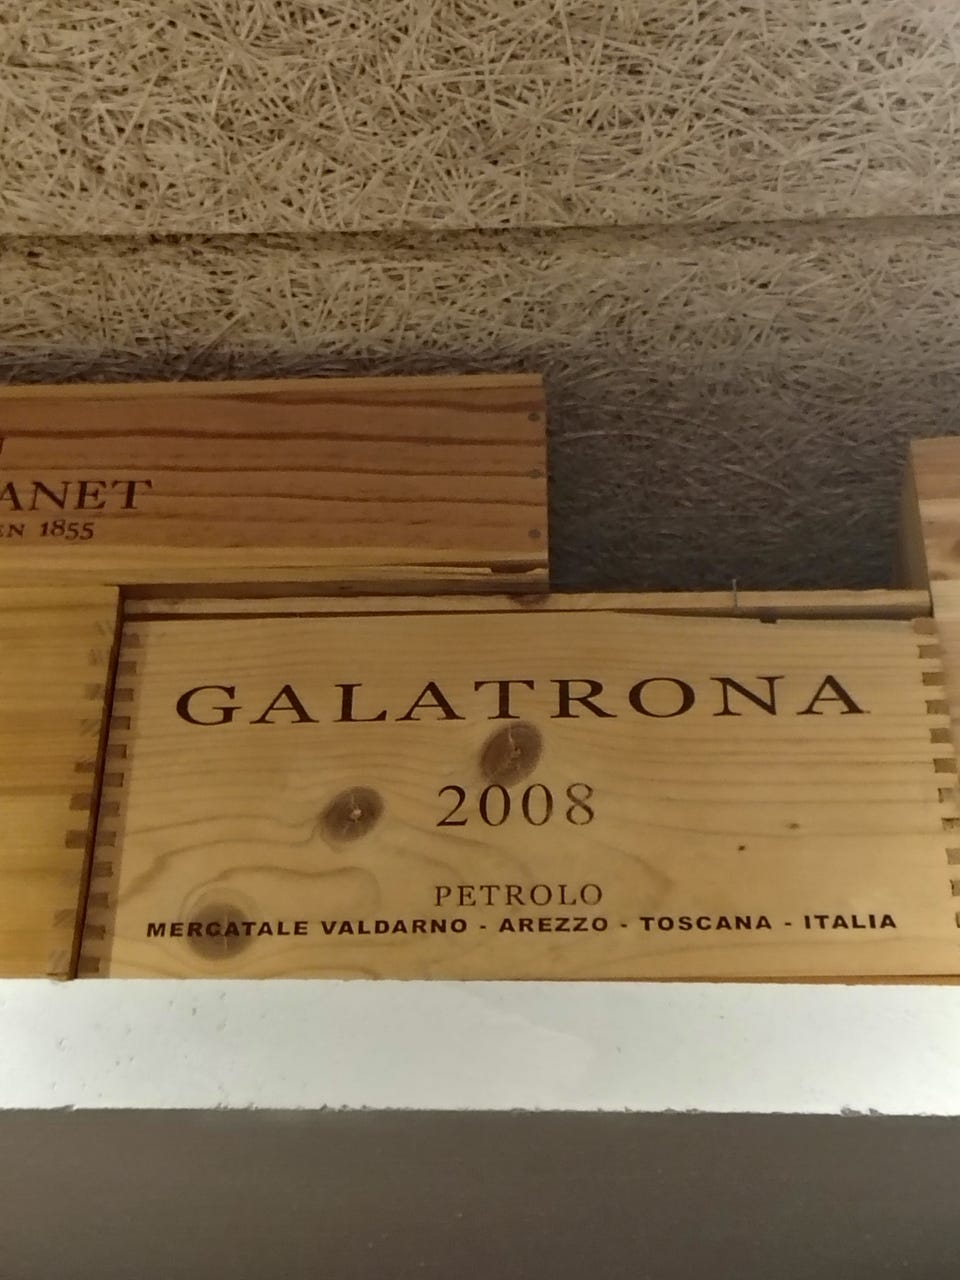 ANET
EN 1855
GALATRONA
2008
PETROLO
MERCATALE VALDARNO - AREZZO - TOSCANA - ITALIA